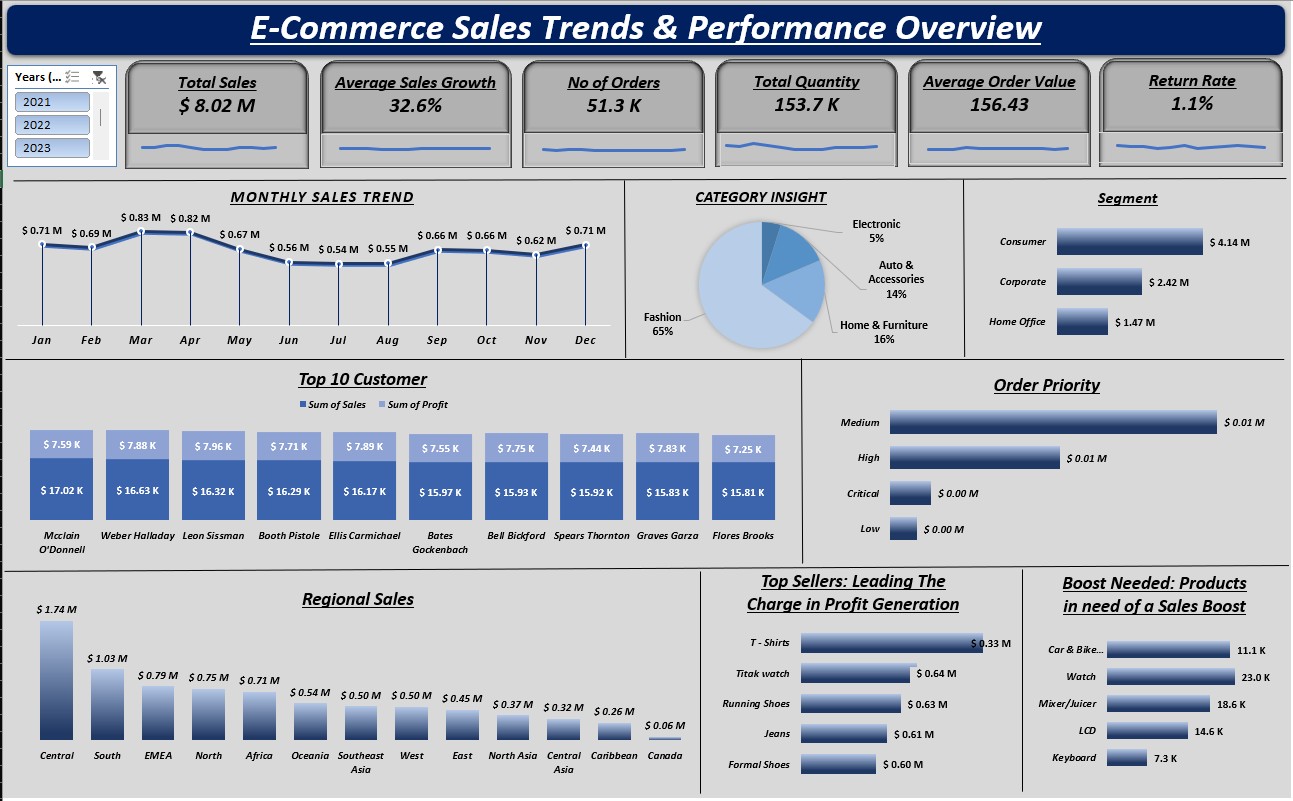 E-Commerce Sales Trends & Performance Overview
Years (...
2021
2022
2023
Total Sales
$ 8.02 M
Average Sales Growth
32.6%
No of Orders
51.3 K
Total Quantity
153.7 K
Average Order Value
156.43
Return Rate
1.1%
MONTHLY SALES TREND
$ 0.71 M $ 0.69 M $ 0.83 M $ 0.82 M $ 0.67 M $ 0.56 M $ 0.54 M $ 0.55 M $ 0.66 M $ 0.66 M $ 0.62 M $ 0.71 M
Jan Feb Mar Apr May Jun Jul Aug Sep Oct Nov Dec
CATEGORY INSIGHT
Electronic
5%
Auto &
Accessories
14%
Home & Furniture
16%
Fashion
65%
Segment
Consumer $ 4.14 M
Corporate $ 2.42 M
Home Office $ 1.47 M
Top 10 Customer
Sum of Sales Sum of Profit
$ 7.59 K $ 7.88 K $ 7.96 K $ 7.71 K $ 7.89 K $ 7.55 K $ 7.75 K $ 7.44 K $ 7.83 K $ 7.25 K
$ 17.02 K $ 16.63 K $ 16.32 K $ 16.29 K $ 16.17 K $ 15.97 K $ 15.93 K $ 15.92 K $ 15.83 K $ 15.81 K
Mcclain Weber Halladay Leon Sissman Booth Pistole Ellis Carmichael Bates Bell Bickford Spears Thornton Graves Garza Flores Brooks
O'Donnell Gockenbach
Order Priority
Medium $ 0.01 M
High $ 0.01 M
Critical $ 0.00 M
Low $ 0.00 M
Regional Sales
$ 1.74 M $ 1.03 M $ 0.79 M $ 0.75 M $ 0.71 M $ 0.54 M $ 0.50 M $ 0.50 M $ 0.45 M $ 0.37 M $ 0.32 M $ 0.26 M $ 0.06 M
Central South EMEA North Africa Oceania Southeast West East North Asia Central Caribbean Canada
Asia Asia
Top Sellers: Leading The
Charge in Profit Generation
T - Shirts $ 0.33 M
Titak watch $ 0.64 M
Running Shoes $ 0.63 M
Jeans $ 0.61 M
Formal Shoes $ 0.60 M
Boost Needed: Products
in need of a Sales Boost
Car & Bike... 11.1 K
Watch 23.0 K
Mixer/Juicer 18.6 K
LCD 14.6 K
Keyboard 7.3 K